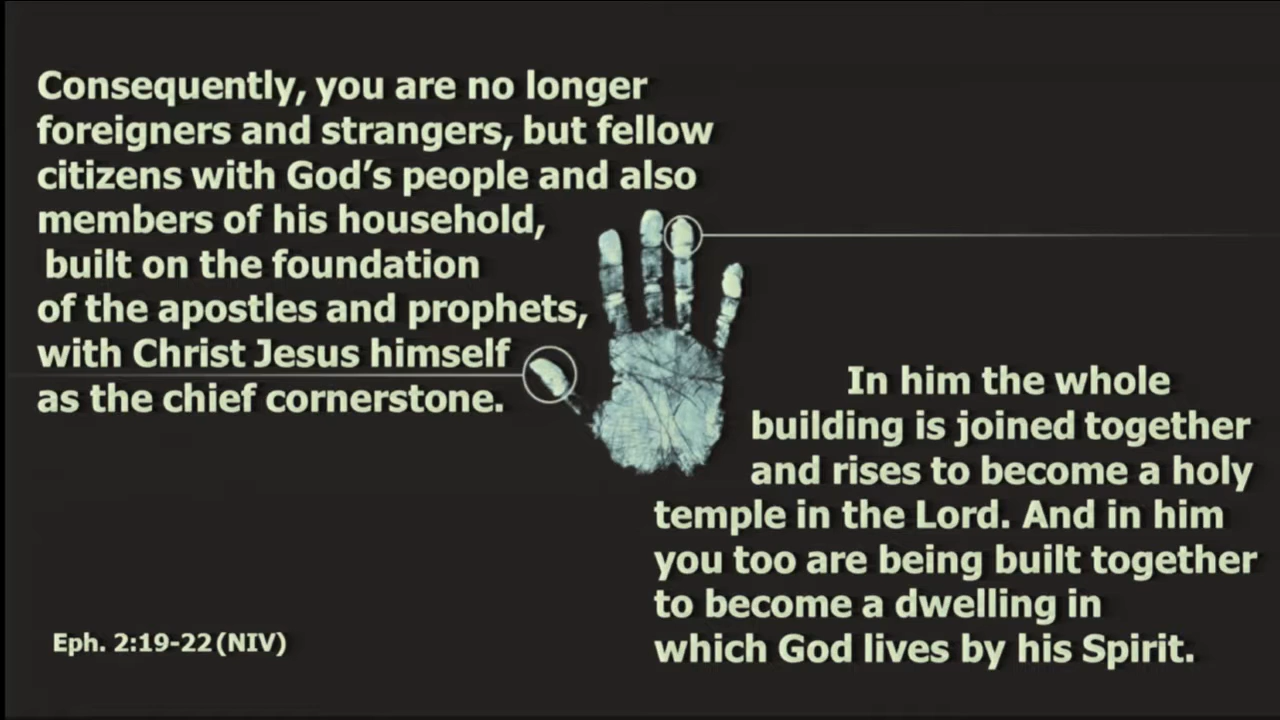 Consequently, you are no longer
foreigners and strangers, but fellow
citizens with God's people and also
members of his household,
built on the foundation
of the apostles and prophets,
with Christ Jesus himself
as the chief cornerstone.
In him the whole
building is joined together
and rises to become a holy
temple in the Lord. And in him
you too are being built together
to become a dwelling in
which God lives by his Spirit.
Eph. 2:19-22 (NIV)